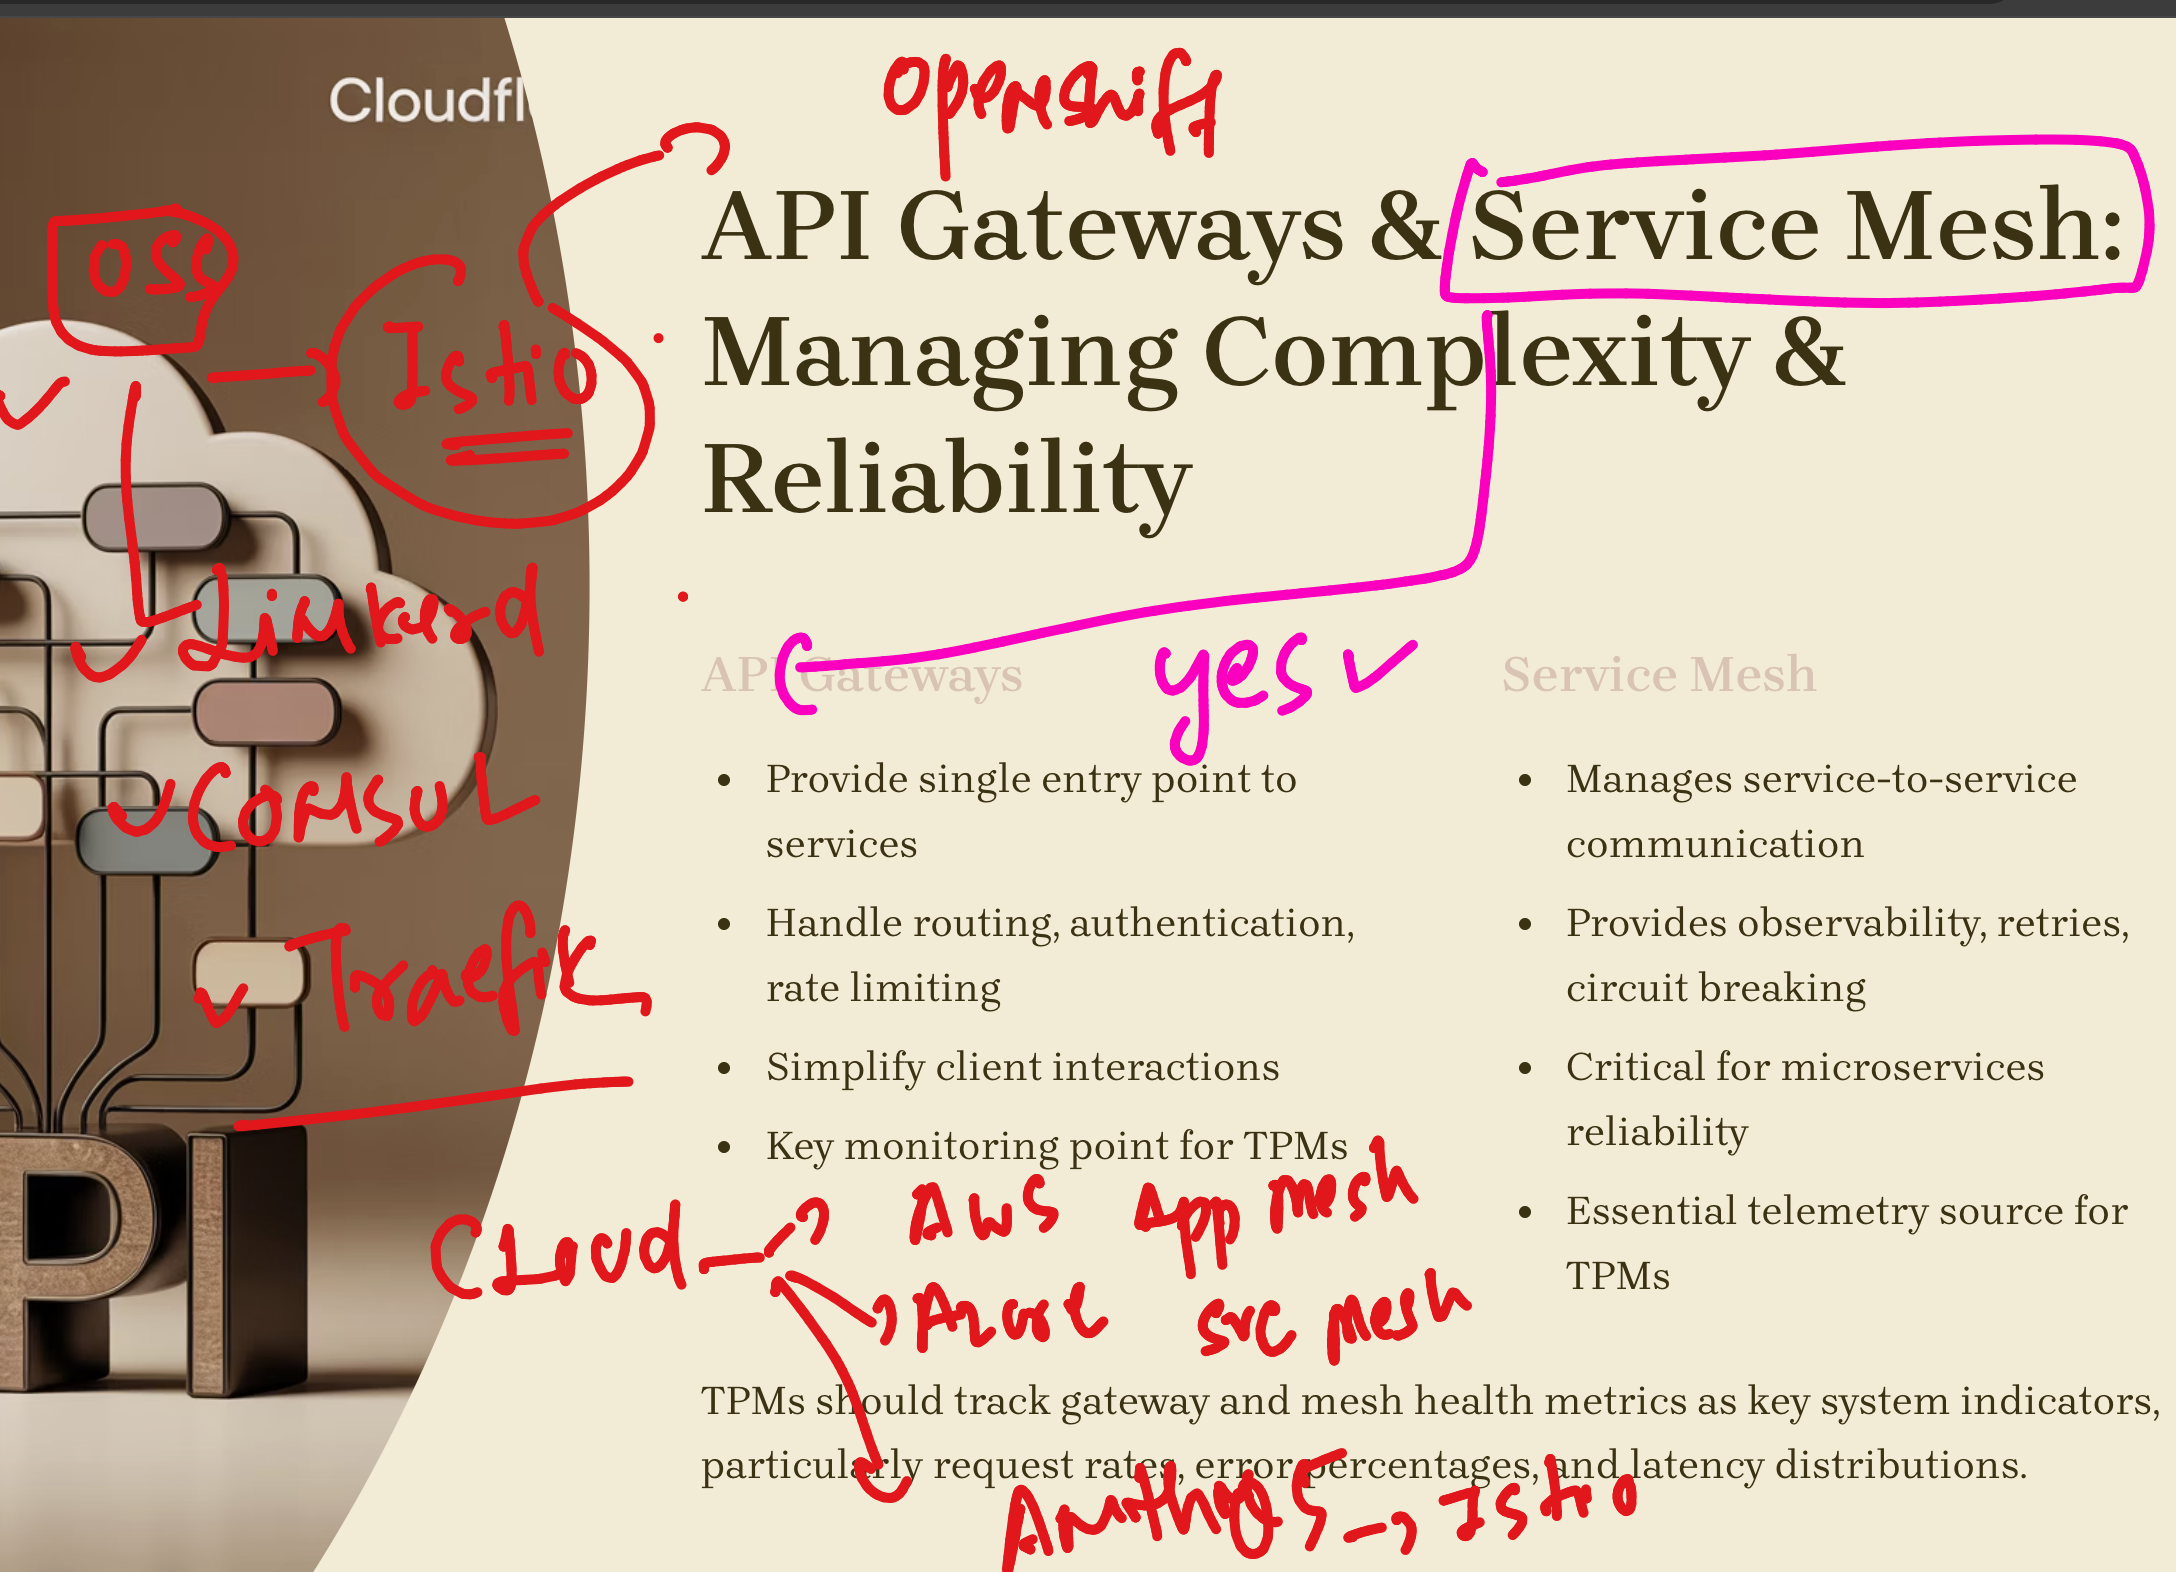 Cloudfl
Openshift
API Gateways & Service Mesh:
Managing Complexity &
Reliability
OSS
Istio
Linkerd
Consul
Traefik
yes
API Gateways
Provide single entry point to
services
Handle routing, authentication,
rate limiting
Simplify client interactions
Key monitoring point for TPMs
Service Mesh
Manages service-to-service
communication
Provides observability, retries,
circuit breaking
Critical for microservices
reliability
Essential telemetry source for
TPMs
Cloud
AWS App mesh
Azure src mesh
TPMs should track gateway and mesh health metrics as key system indicators,
particularly request rates, error percentages, and latency distributions.
Anthos → Istio
PI